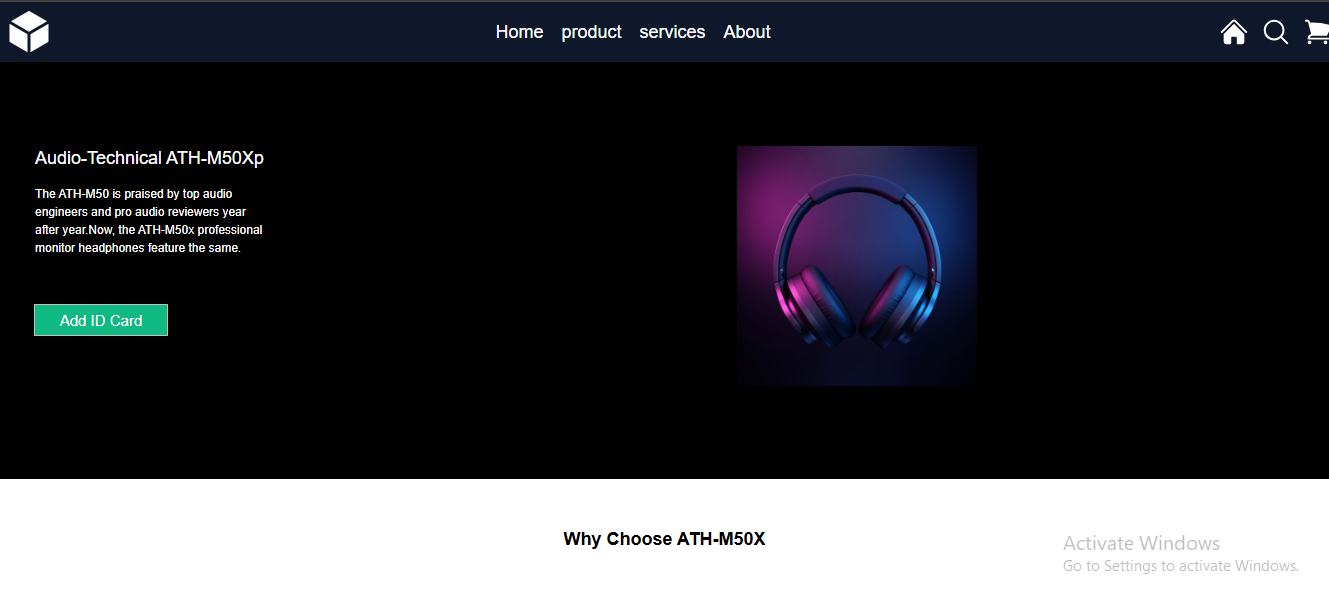 Home product services About
Audio-Technical ATH-M50Xp
The ATH-M50 is praised by top audio
engineers and pro audio reviewers year
after year.Now, the ATH-M50x professional
monitor headphones feature the same.
Add ID Card
Why Choose ATH-M50X
Activate Windows
Go to Settings to activate Windows.